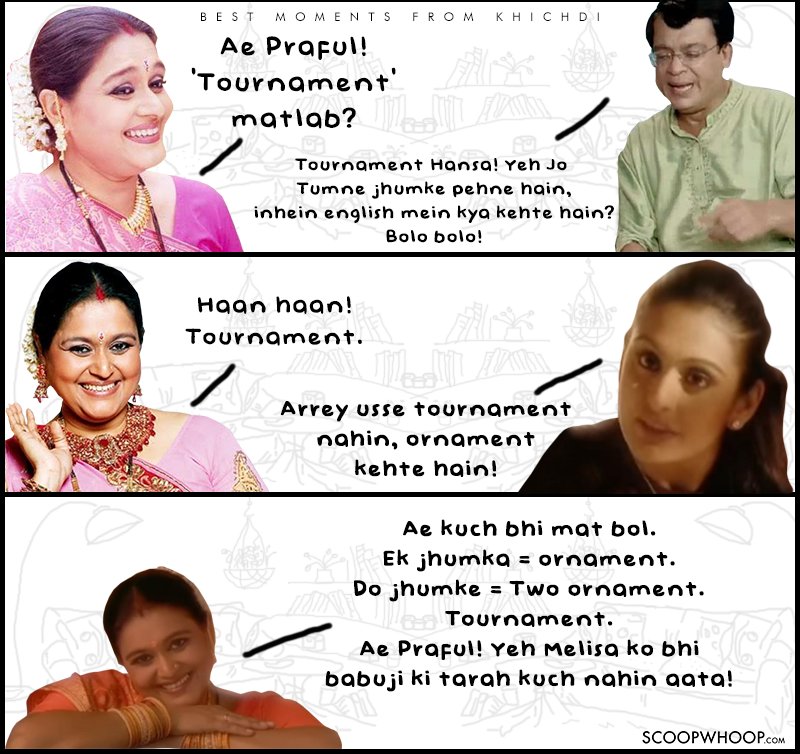 BEST MOMENTS FROM KHICHDI
Ae Praful!
'Tournament'
matlab?
Tournament Hansa! Yeh Jo
Tumne jhumke pehne hain,
inhein english mein kya kehte hain?
Bolo bolo!
Haan haan!
Tournament.
Arrey usse tournament
nahin, ornament
kehte hain!
Ae kuch bhi mat bol.
Ek jhumka = ornament.
Do jhumke = Two ornament.
Tournament.
Ae Praful! Yeh Melisa ko bhi
babuji ki tarah kuch nahin aata!
SCOOPWHOOP.COM